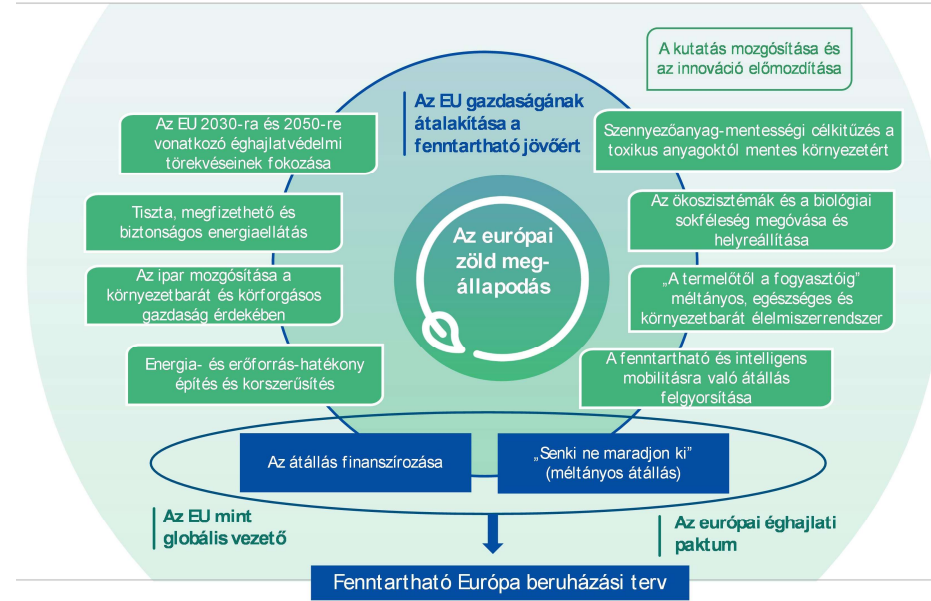 A kutatás mozgósítása és
az innováció előmozdítása
Az EU gazdaságának
átalakítása a
fenntartható jövőért
Az EU 2030-ra és 2050-re
vonatkozó éghajlatvédelmi
törekvéseinek fokozása
Szennyezőanyag-mentességi célkitűzés a
toxikus anyagoktól mentes környezetért
Tiszta, megfizethető és
biztonságos energiaellátás
Az ökoszisztémák és a biológiai
sokféleség megóvása és
helyreállítása
Az európai
zöld meg-
állapodás
Az ipar mozgósítása a
környezetbarát és körforgásos
gazdaság érdekében
„A termelőtől a fogyasztóig”
méltányos, egészséges és
környezetbarát élelmiszerrendszer
Energia- és erőforrás-hatékony
építés és korszerűsítés
A fenntartható és intelligens
mobilitásra való átállás
felgyorsítása
Az átállás finanszírozása
„Senki ne maradjon ki”
(méltányos átállás)
Az EU mint
globális vezető
Az európai éghajlati
paktum
Fenntartható Európa beruházási terv